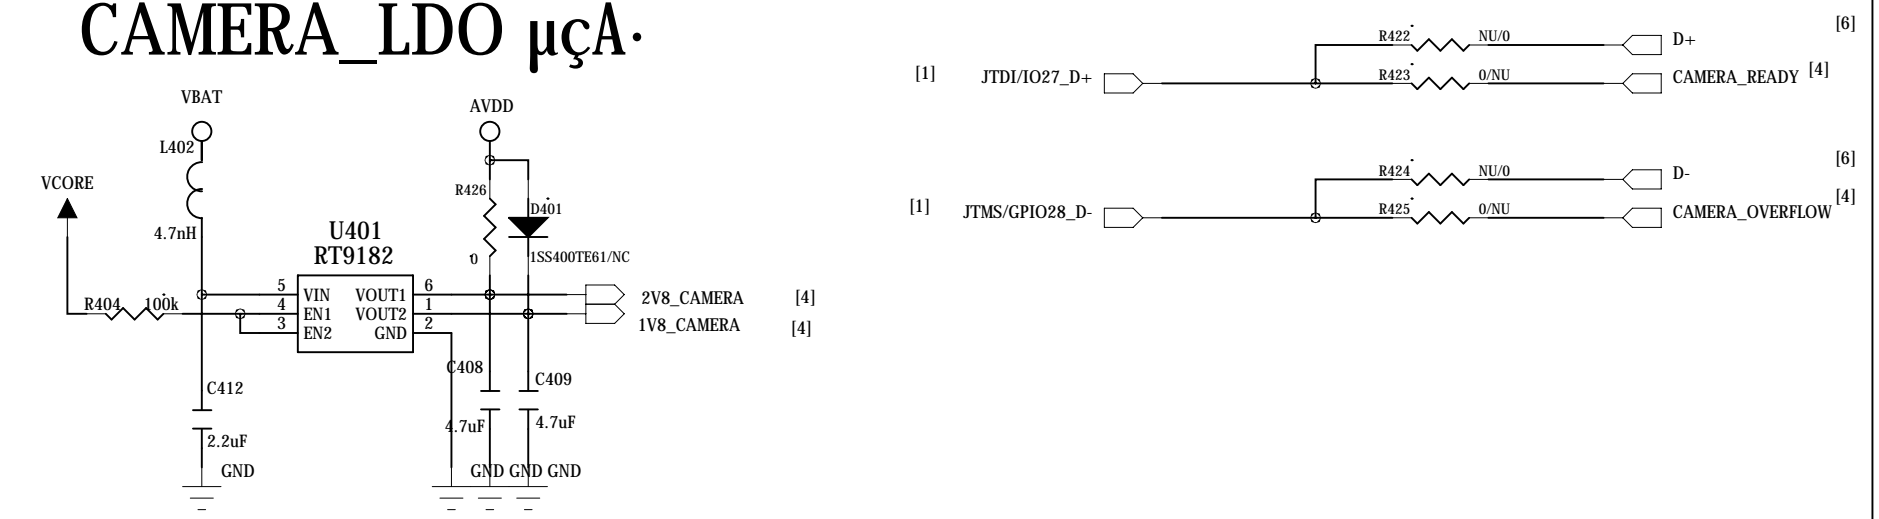 CAMERA_LDO µçA·
VBAT
L402
4.7nH
VCORE
R404 100k
C412
2.2uF
GND
U401
RT9182
5 VIN VOUT1 6
4 EN1 VOUT2 1
3 EN2 GND 2
AVDD
R426
0
D401
1SS400TE61/NC
2V8_CAMERA [4]
1V8_CAMERA [4]
C408
4.7uF
C409
4.7uF
GND GND GND
R422 NU/0 D+ [6]
[1] JTDI/IO27_D+ R423 0/NU CAMERA_READY [4]
R424 NU/0 D- [6]
[1] JTMS/GPIO28_D- R425 0/NU CAMERA_OVERFLOW [4]